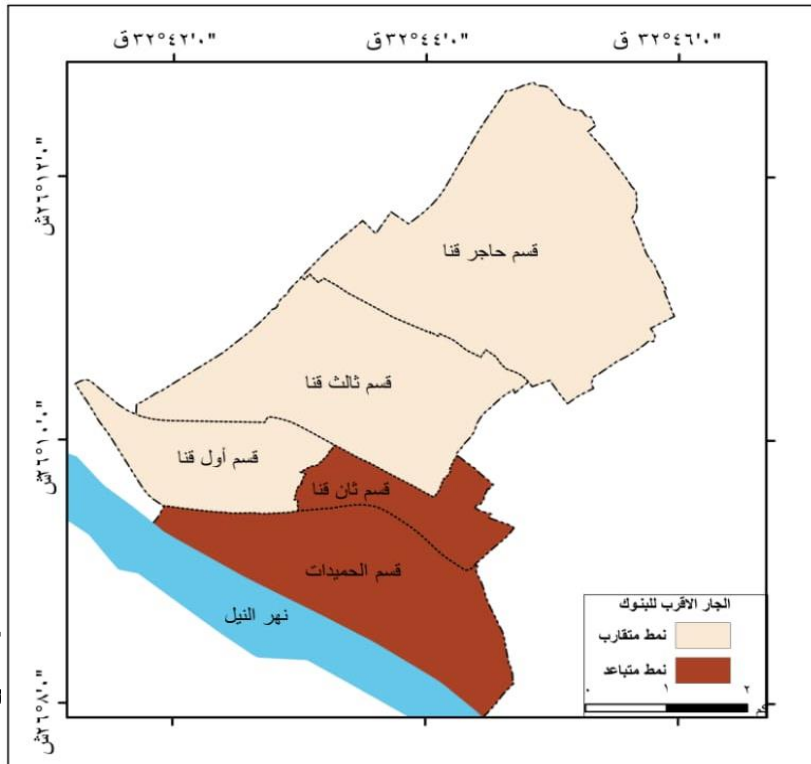 ٣٢°٤٢'٠"ق
٣٢°٤٤'٠"ق
٣٢°٤٦'٠" ق
٢٦°١٢'٠"ش
٢٦°١٠'٠"ش
٢٦°٨'٠"ش
قسم حاجر قنا
قسم ثالث قنا
قسم أول قنا
قسم ثان قنا
قسم الحميدات
نهر النيل
الجار الاقرب للبنوك
نمط متقارب
نمط متباعد
٠ ١ ٢
كم